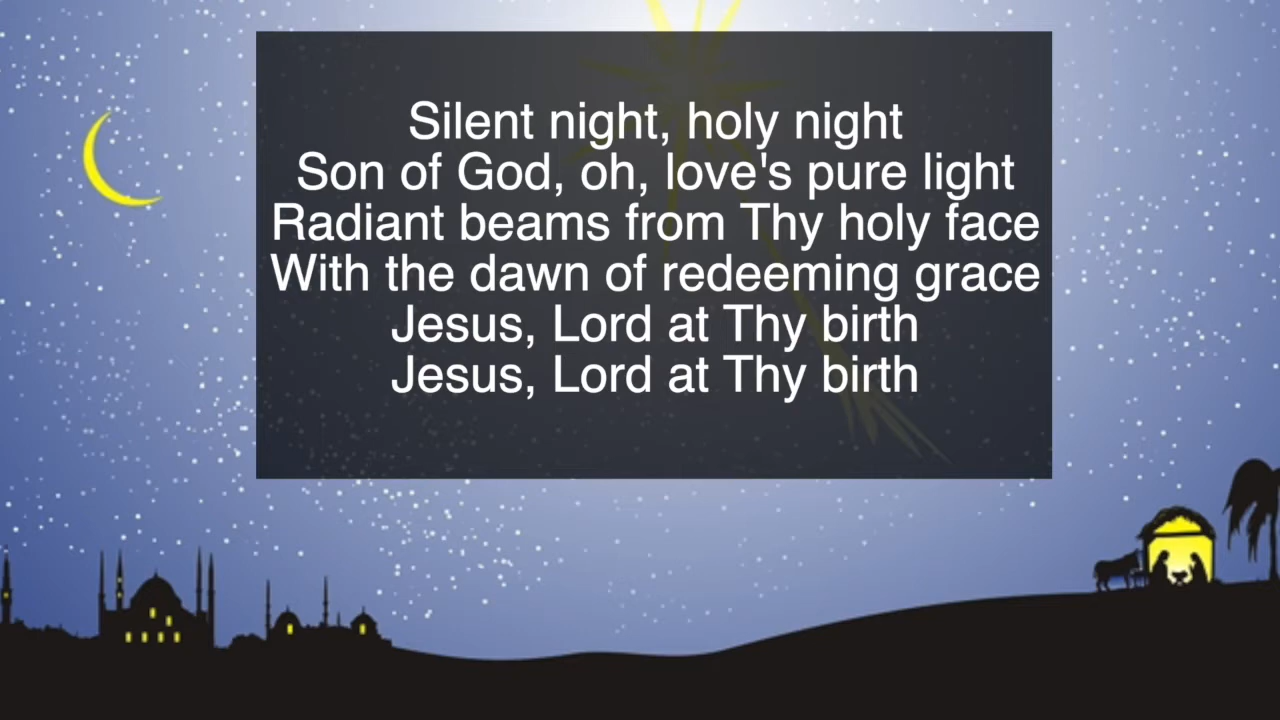 Silent night, holy night
Son of God, oh, love's pure light
Radiant beams from Thy holy face
With the dawn of redeeming grace
Jesus, Lord at Thy birth
Jesus, Lord at Thy birth